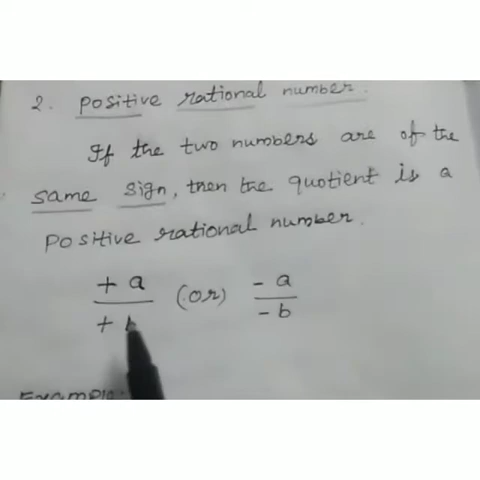 2. positive rational number.
If the two numbers are of the
same sign, then the quotient is a
positive rational number.
+ a (or) - a
+ b - b
Example: